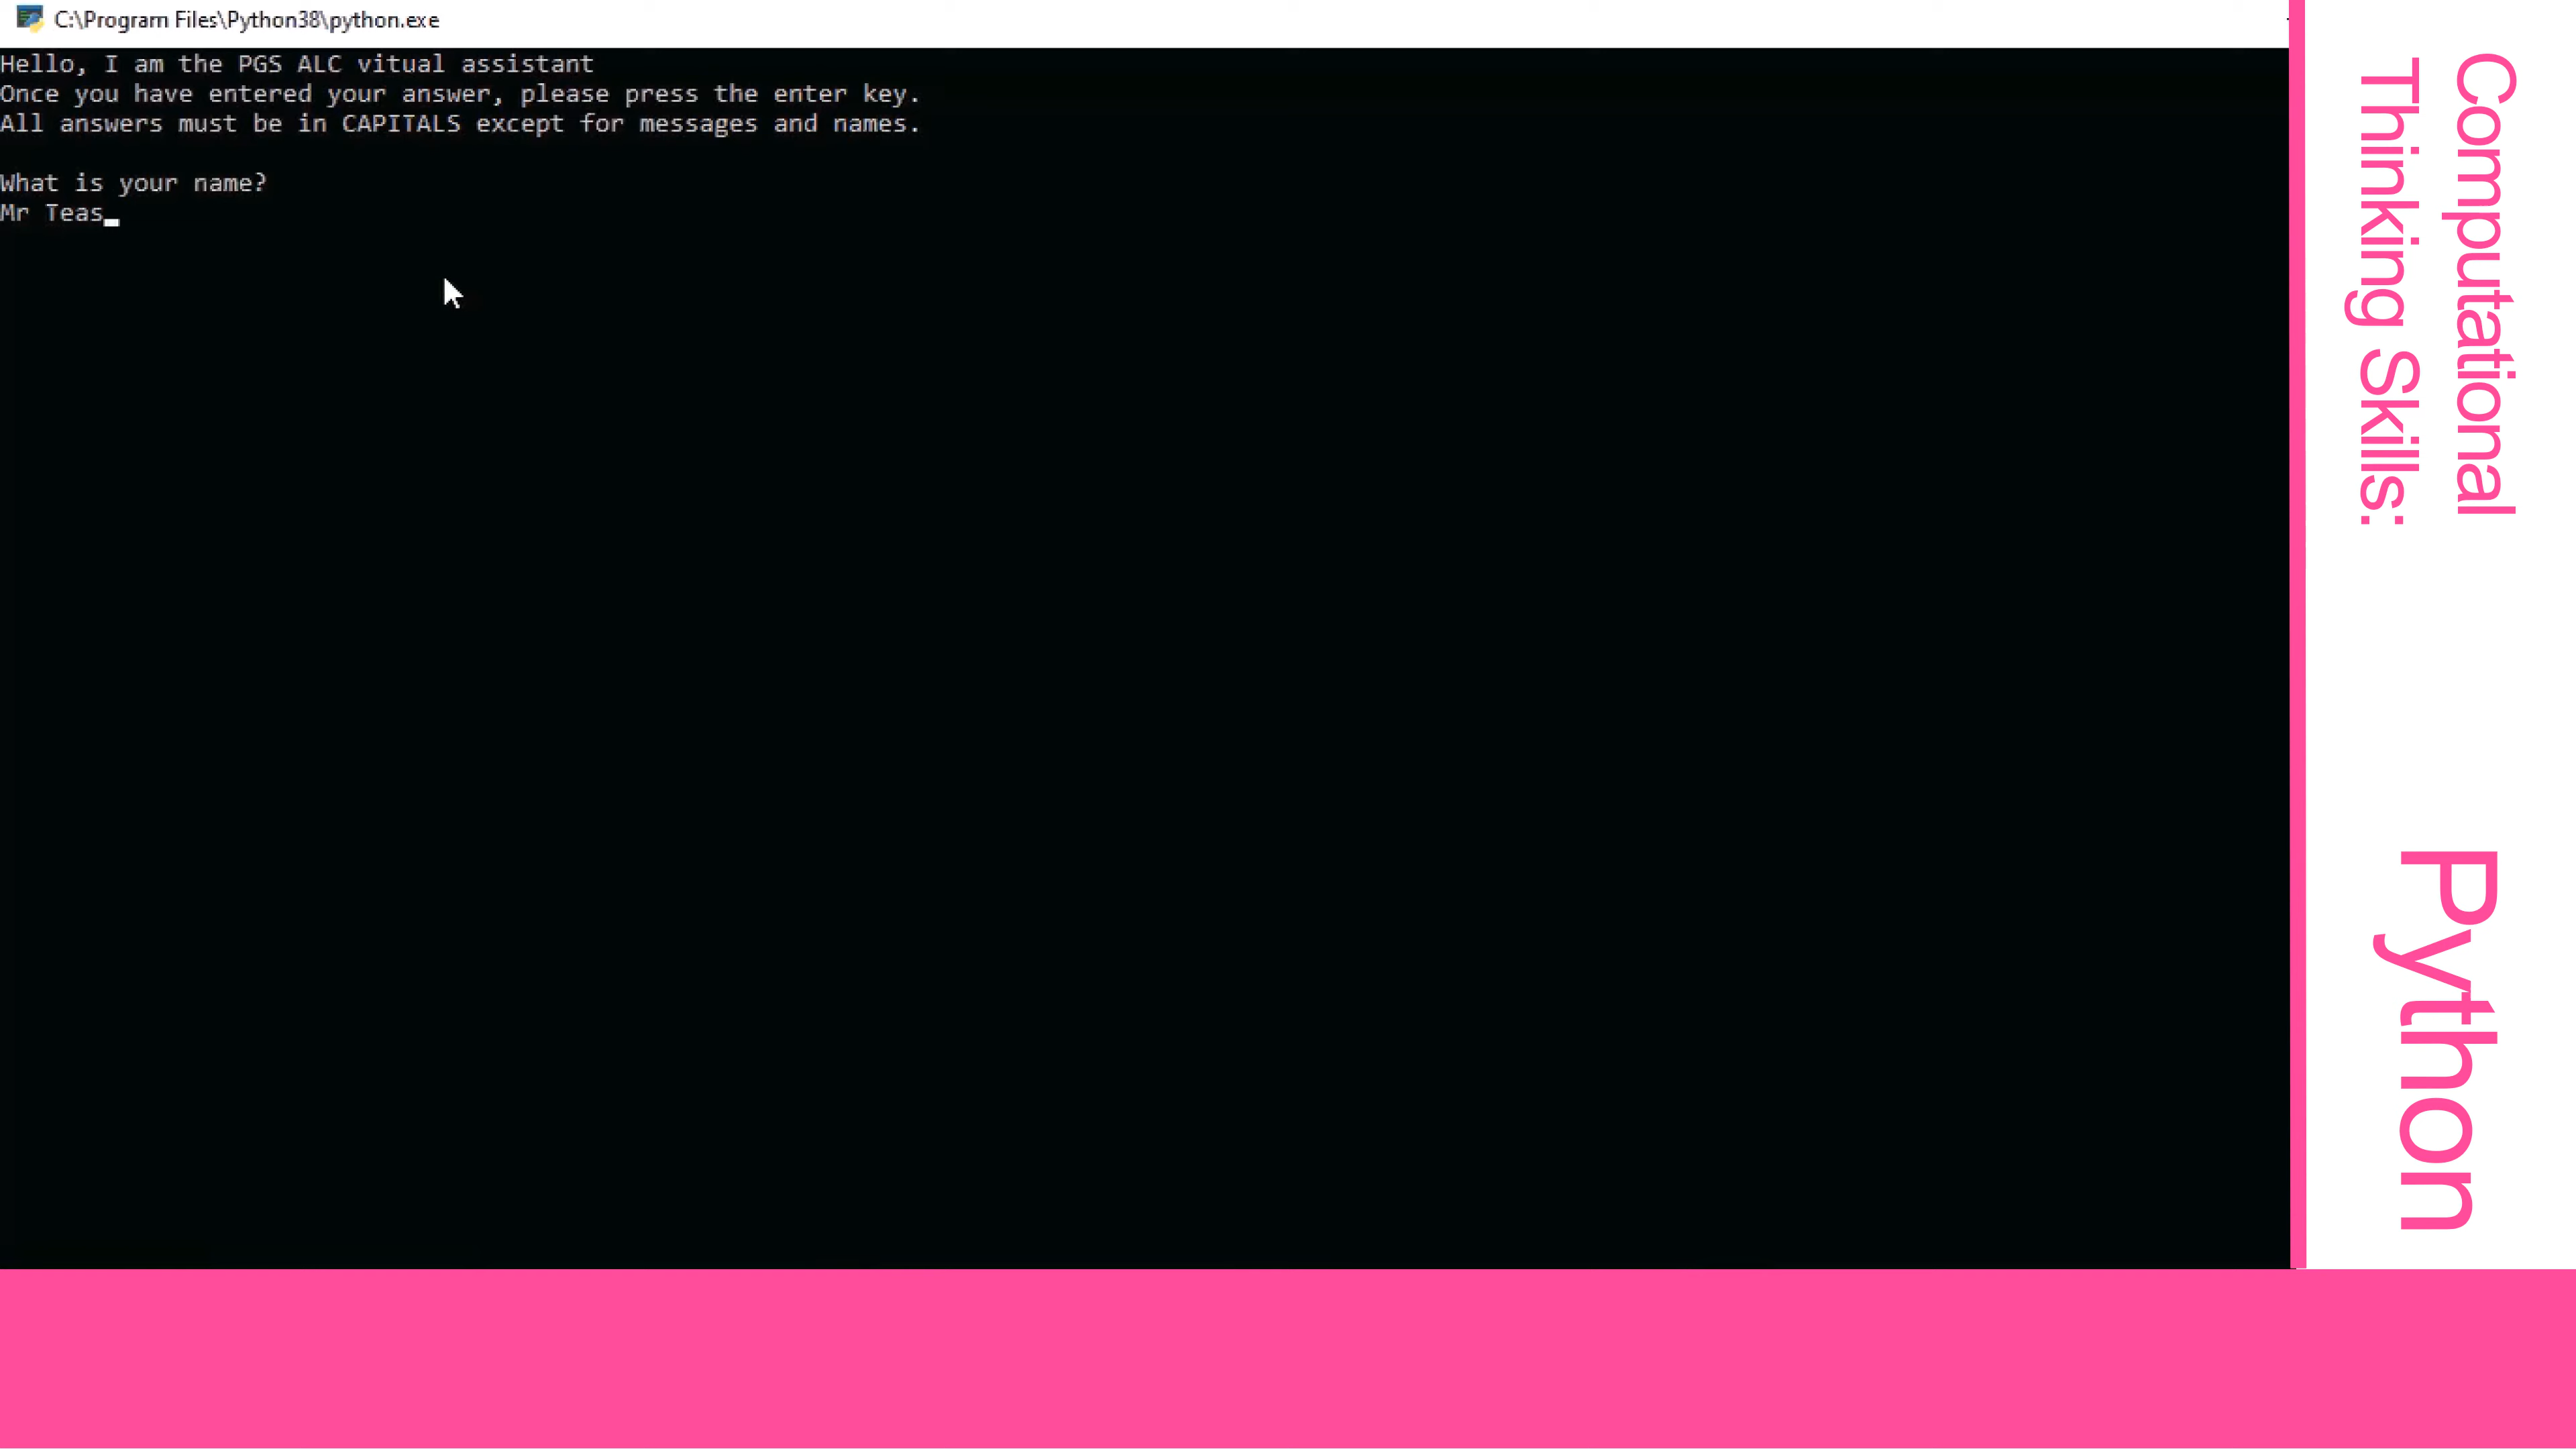 C:\Program Files\Python38\python.exe
Hello, I am the PGS ALC vitual assistant
Once you have entered your answer, please press the enter key.
All answers must be in CAPITALS except for messages and names.
What is your name?
Mr Teas
Computational
Thinking Skills:
Python